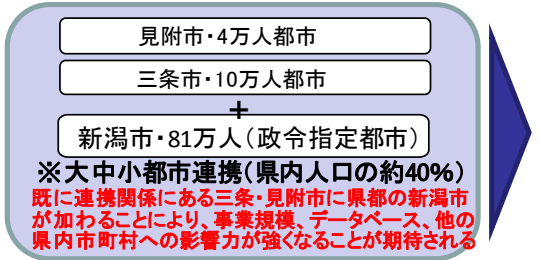 見附市・4万人都市
三条市・10万人都市
+
新潟市・81万人(政令指定都市)
※大中小都市連携(県内人口の約40%)
既に連携関係にある三条・見附市に県都の新潟市
が加わることにより、事業規模、データベース、他の
県内市町村への影響力が強くなることが期待される